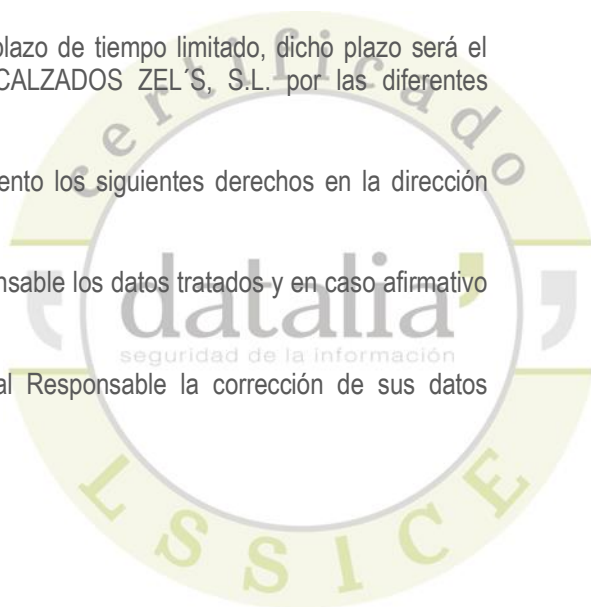 plazo de tiempo limitado, dicho plazo será el
CALZADOS ZEL´S, S.L. por las diferentes
certificado
ento los siguientes derechos en la dirección
nsable los datos tratados y en caso afirmativo
datalia
seguridad de la información
al Responsable la corrección de sus datos
LSSICE